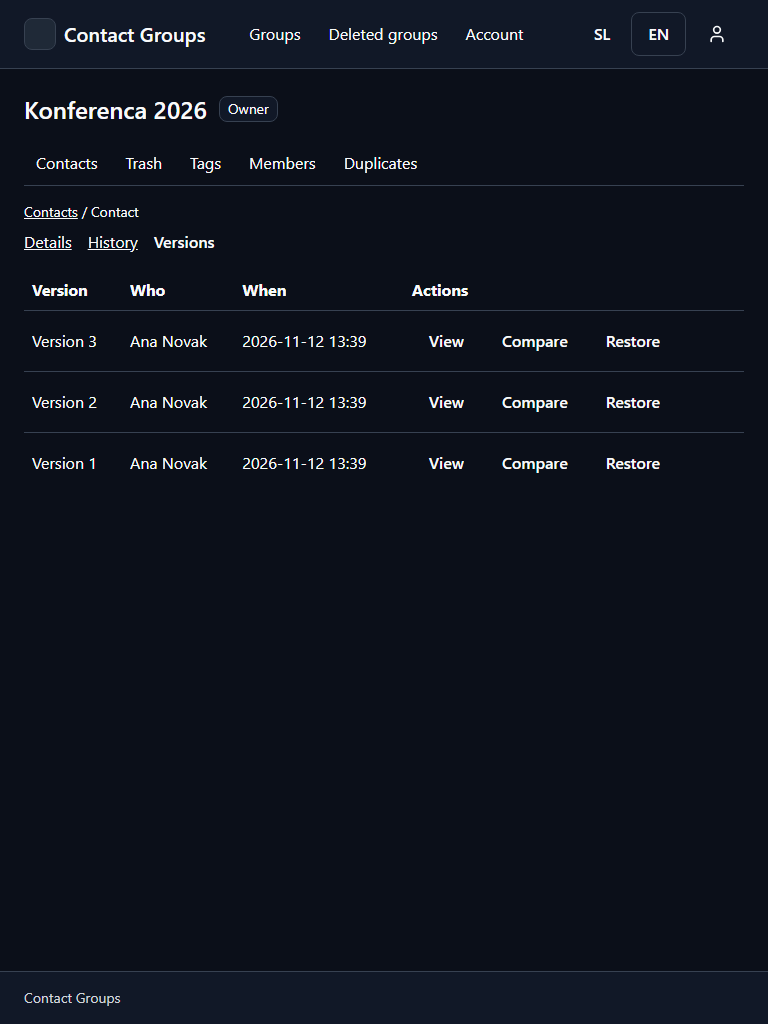 Contact Groups Groups Deleted groups Account SL EN
Konferenca 2026 Owner
Contacts Trash Tags Members Duplicates
Contacts / Contact
Details History Versions
Version Who When Actions
Version 3 Ana Novak 2026-11-12 13:39 View Compare Restore
Version 2 Ana Novak 2026-11-12 13:39 View Compare Restore
Version 1 Ana Novak 2026-11-12 13:39 View Compare Restore
Contact Groups